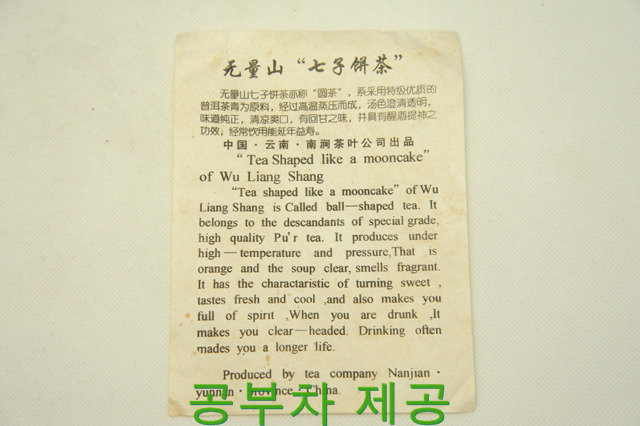 无量山“七子饼茶”
无量山七子饼茶亦称“圆茶”，系采用特级优质的
普洱茶青为原料，经过高温蒸压而成，汤色澄清透明，
味道纯正，清凉爽口，有回甘之味，并具有醒酒提神之
功效，经常饮用能延年益寿。
中国·云南·南涧茶叶公司出品
“Tea Shaped like a mooncake”
of Wu Liang Shang
“Tea shaped like a mooncake” of Wu
Liang Shang is Called ball—shaped tea. It
belongs to the descandants of special grade,
high quality Pu'r tea. It produces under
high — temperature and pressure,That is
orange and the soup clear, smells fragrant.
It has the charactaristic of turning sweet ,
tastes fresh and cool ,and also makes you
full of spirit ,When you are drunk ,It
makes you clear—headed. Drinking often
mades you a longer life.
Produced by tea company Nanjian·
yunnan·province·China.
공부차 제공